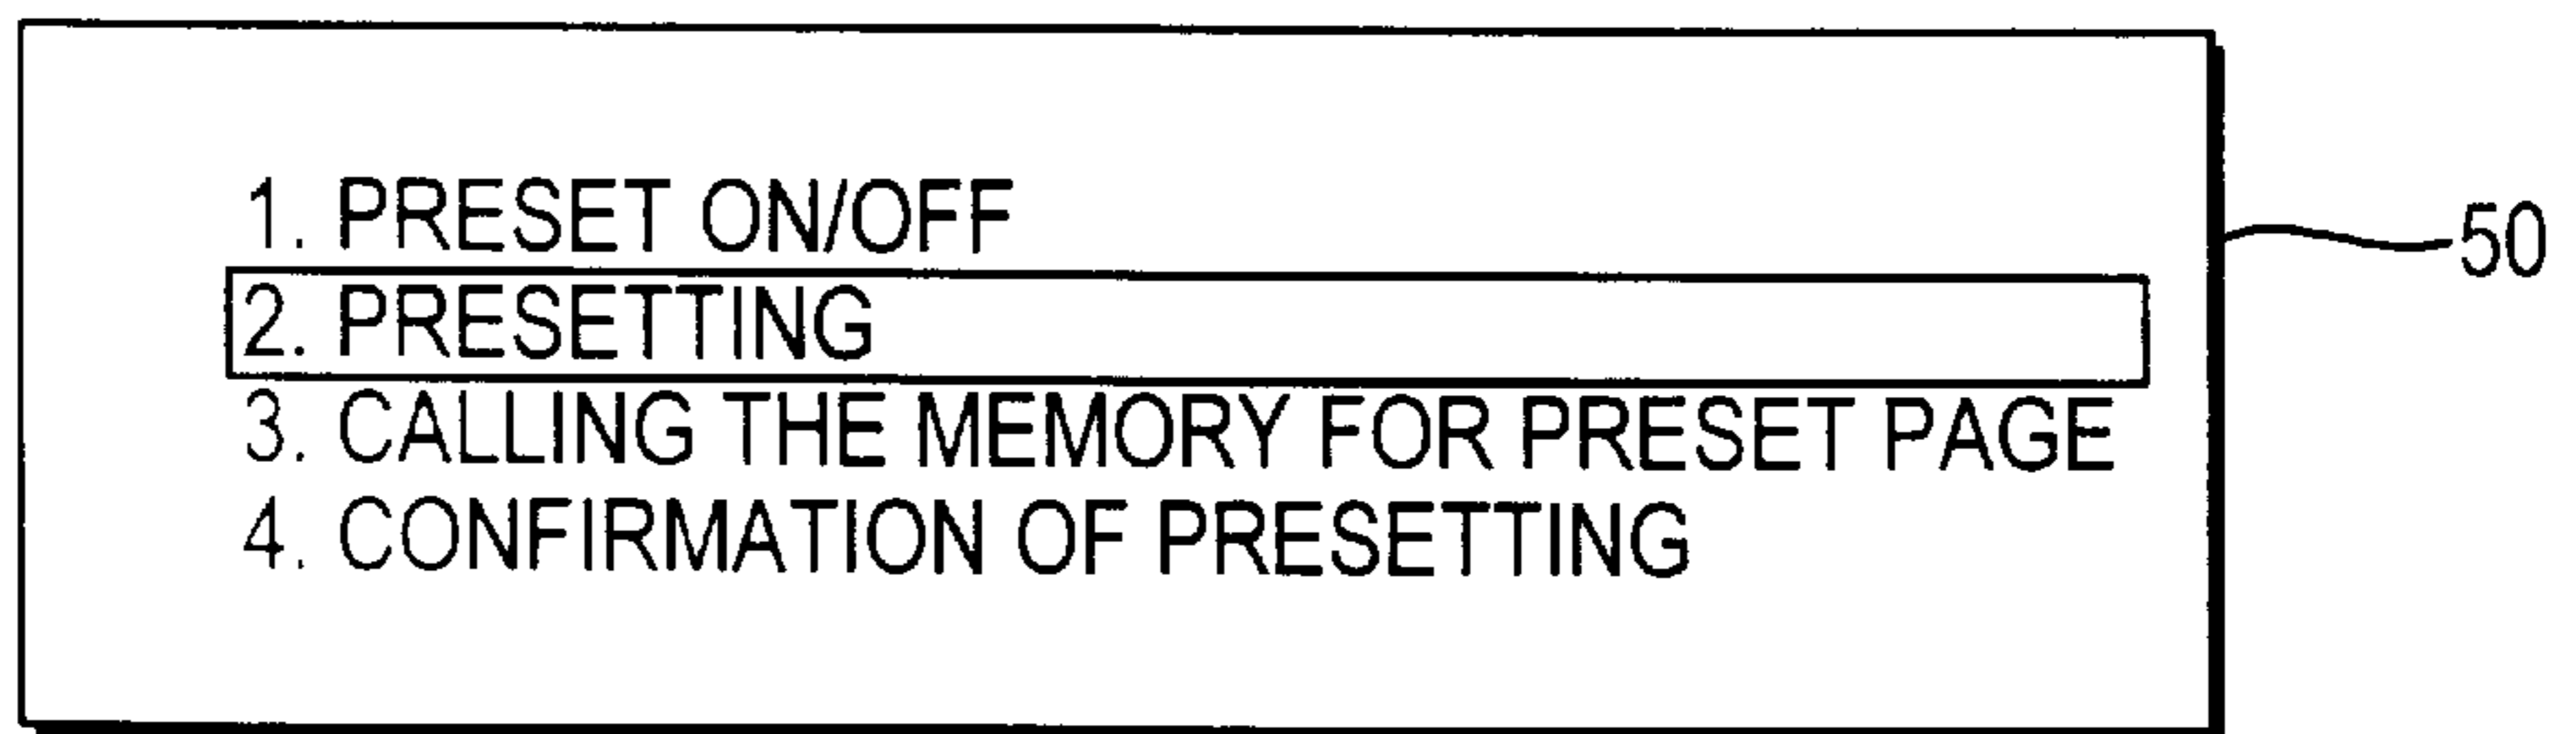 1. PRESET ON/OFF
50
2. PRESETTING
3. CALLING THE MEMORY FOR PRESET PAGE
4. CONFIRMATION OF PRESETTING